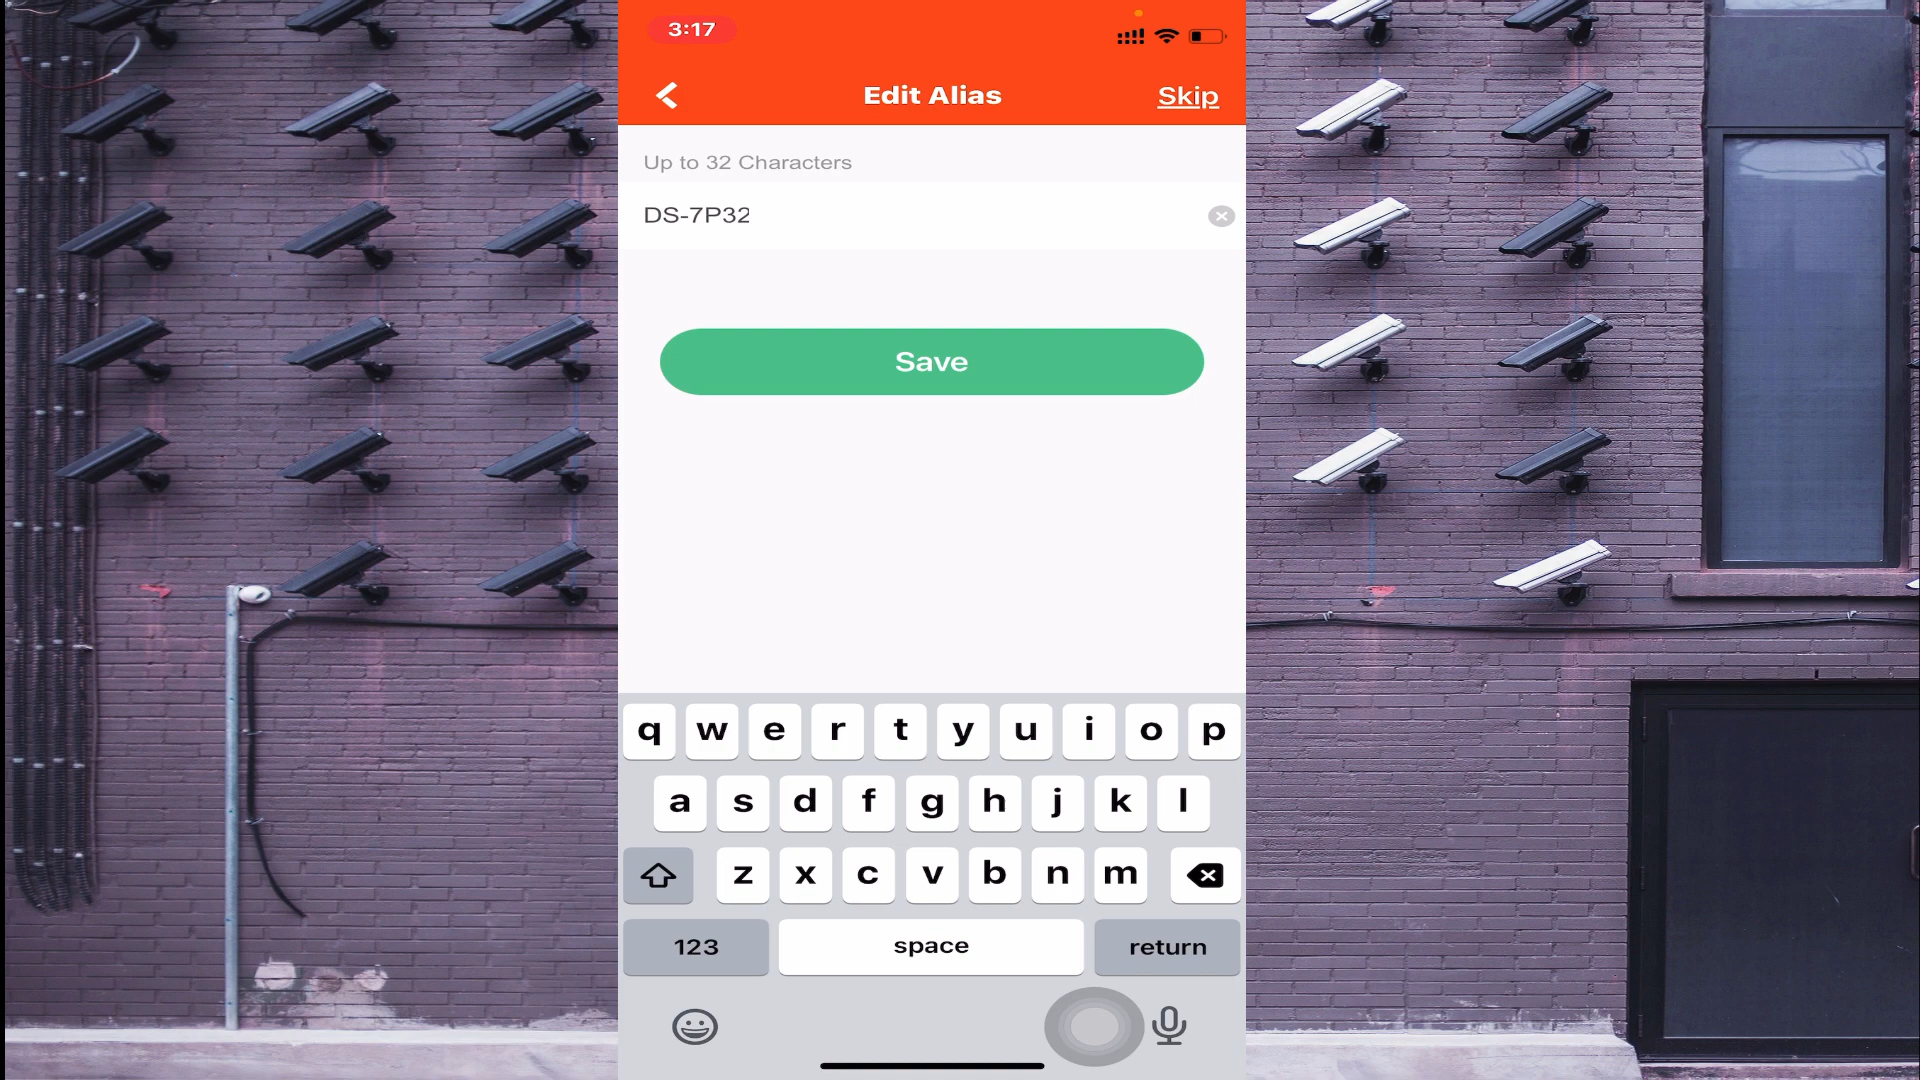 3:17
Edit Alias
Skip
Up to 32 Characters
DS-7P32
Save
q w e r t y u i o p
a s d f g h j k l
z x c v b n m
123 space return